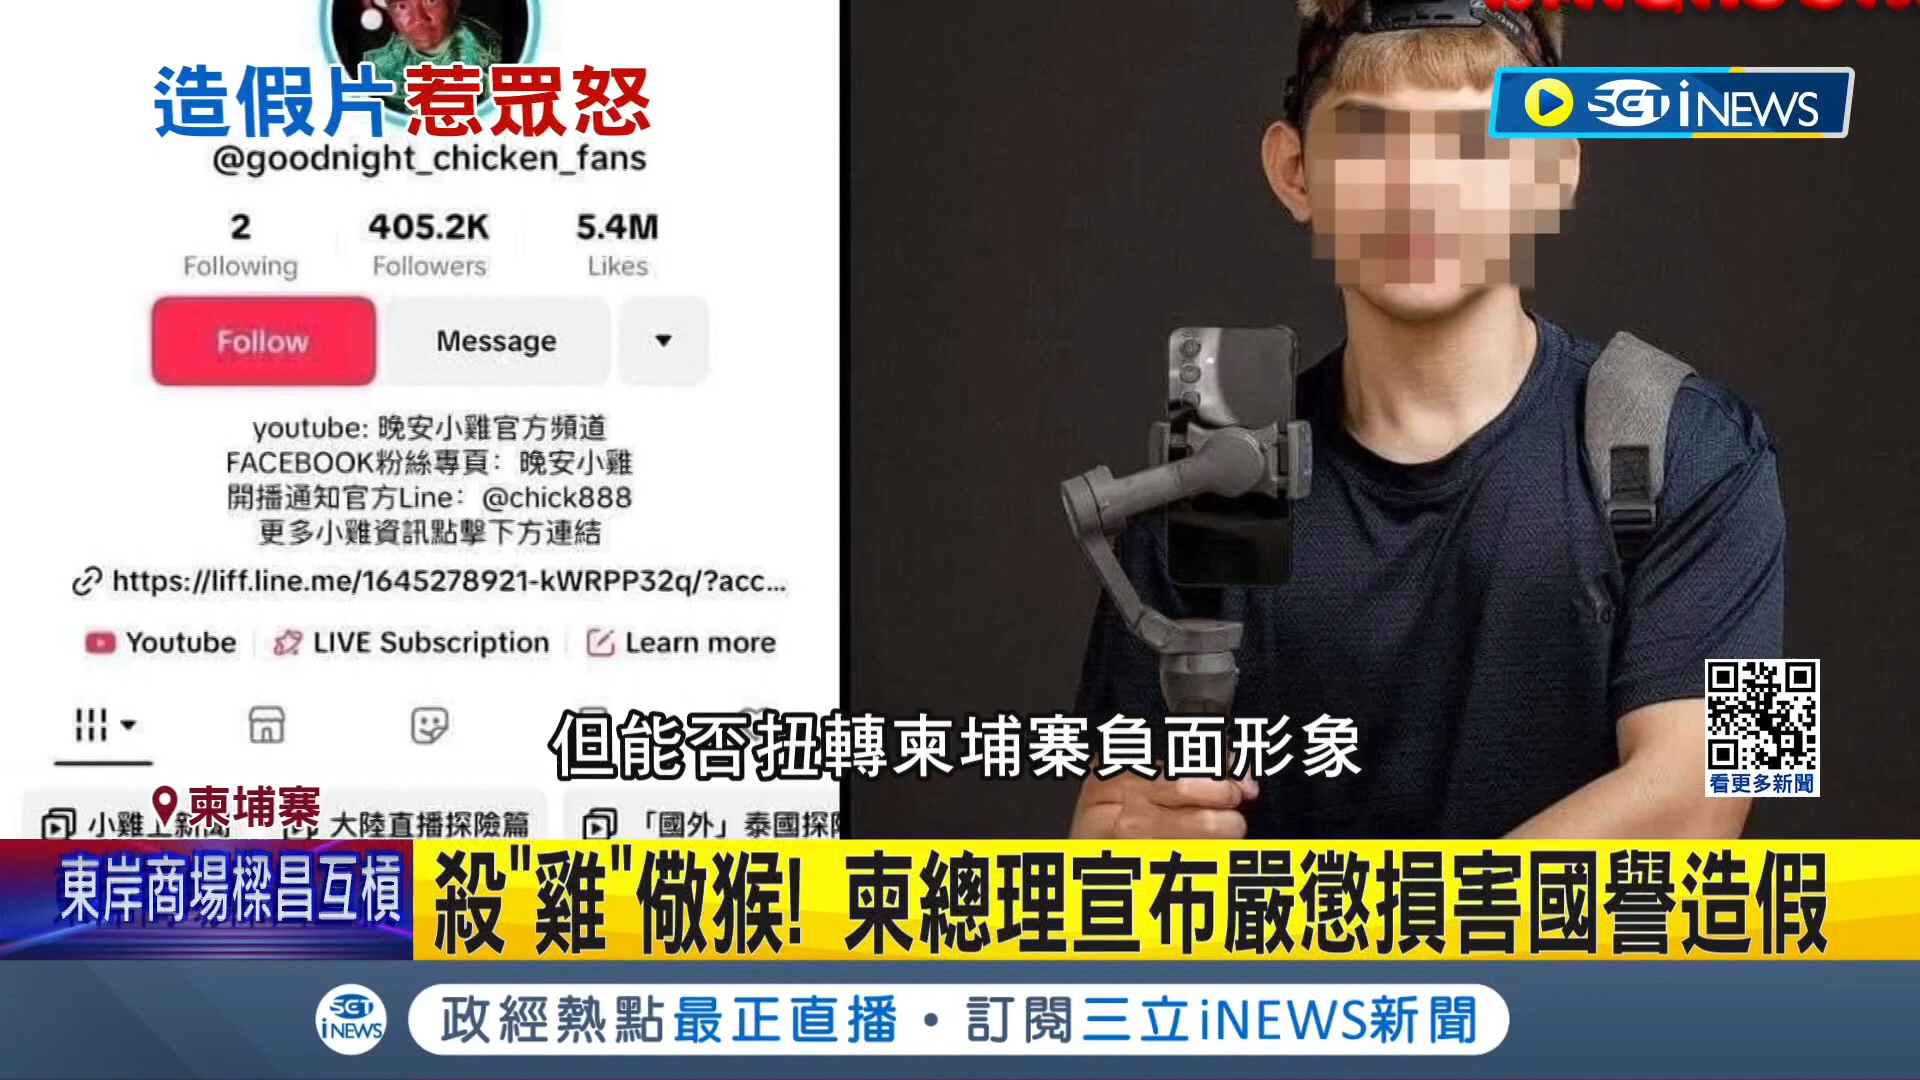 造假片惹眾怒
SETiNEWS
@goodnight_chicken_fans
2
405.2K
5.4M
Following
Followers
Likes
Follow
Message
youtube: 晚安小雞官方頻道
FACEBOOK粉絲專頁：晚安小雞
開播通知官方Line：@chick888
更多小雞資訊點擊下方連結
https://liff.line.me/1645278921-kWRPP32q/?acc...
Youtube
LIVE Subscription
Learn more
但能否扭轉柬埔寨負面形象
看更多新聞
柬埔寨
小雞上新聞
大陸直播探險篇
「國外」泰國探險
東岸商場樑昌互槓
殺"雞"儆猴! 柬總理宣布嚴懲損害國譽造假
SET iNEWS
政經熱點最正直播・訂閱三立iNEWS新聞